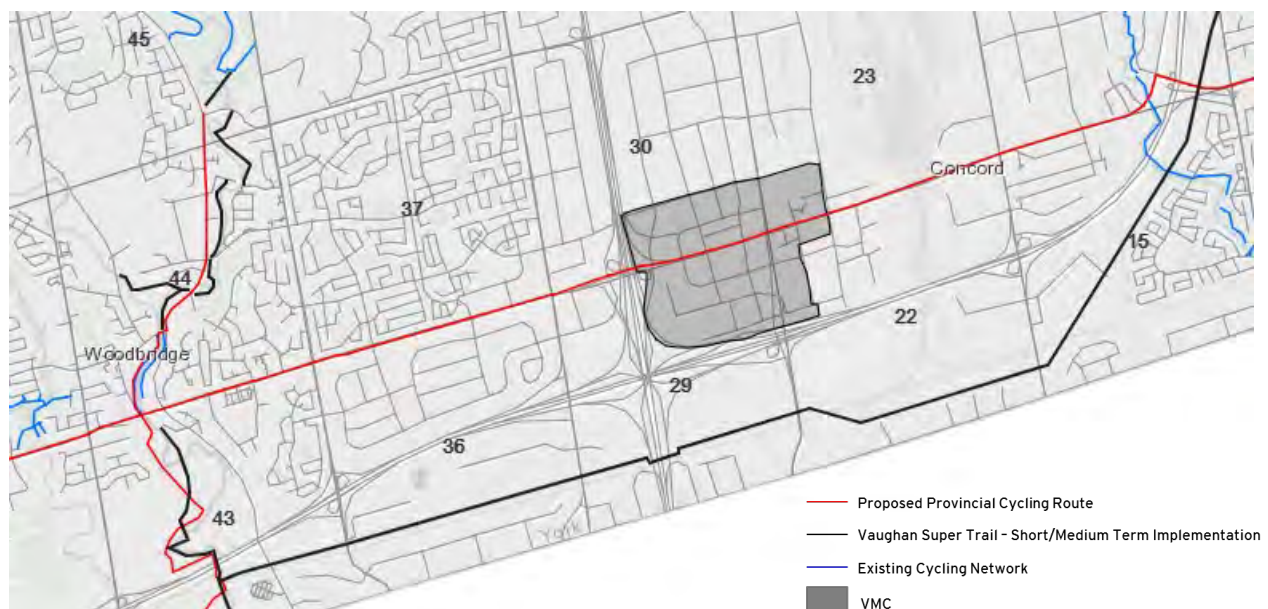 45
23
30
Concord
37
15
44
22
Woodbridge
29
36
43
York
Proposed Provincial Cycling Route
Vaughan Super Trail - Short/Medium Term Implementation
Existing Cycling Network
VMC